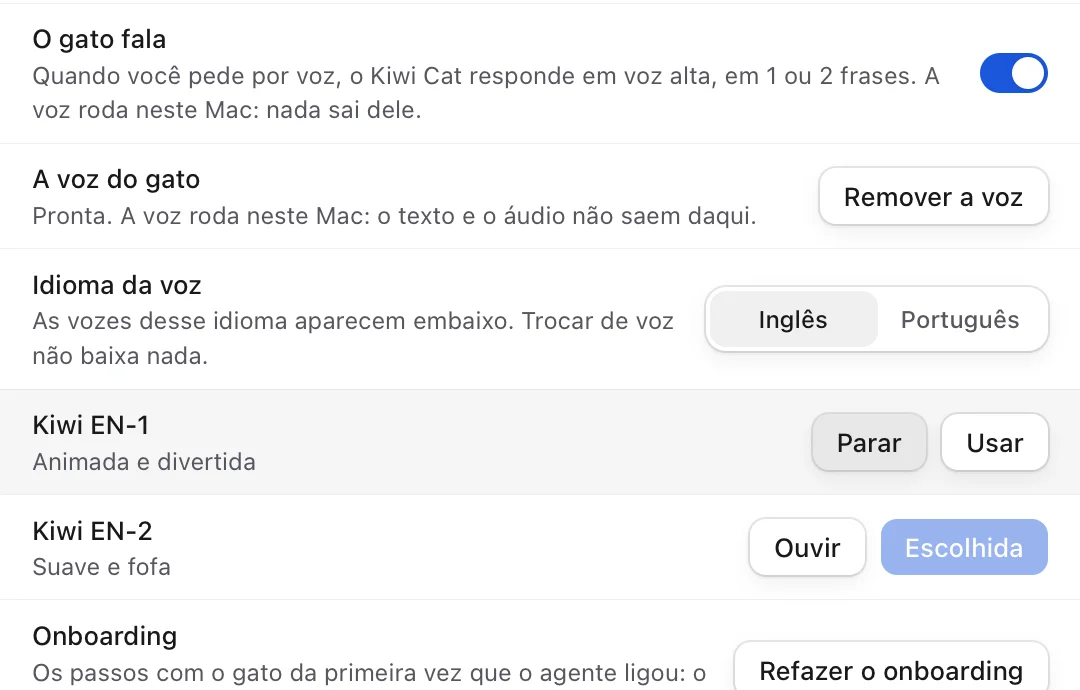 O gato fala
Quando você pede por voz, o Kiwi Cat responde em voz alta, em 1 ou 2 frases. A
voz roda neste Mac: nada sai dele.
A voz do gato
Pronta. A voz roda neste Mac: o texto e o áudio não saem daqui.
Remover a voz
Idioma da voz
As vozes desse idioma aparecem embaixo. Trocar de voz
não baixa nada.
Inglês
Português
Kiwi EN-1
Animada e divertida
Parar
Usar
Kiwi EN-2
Suave e fofa
Ouvir
Escolhida
Onboarding
Os passos com o gato da primeira vez que o agente ligou: o
Refazer o onboarding